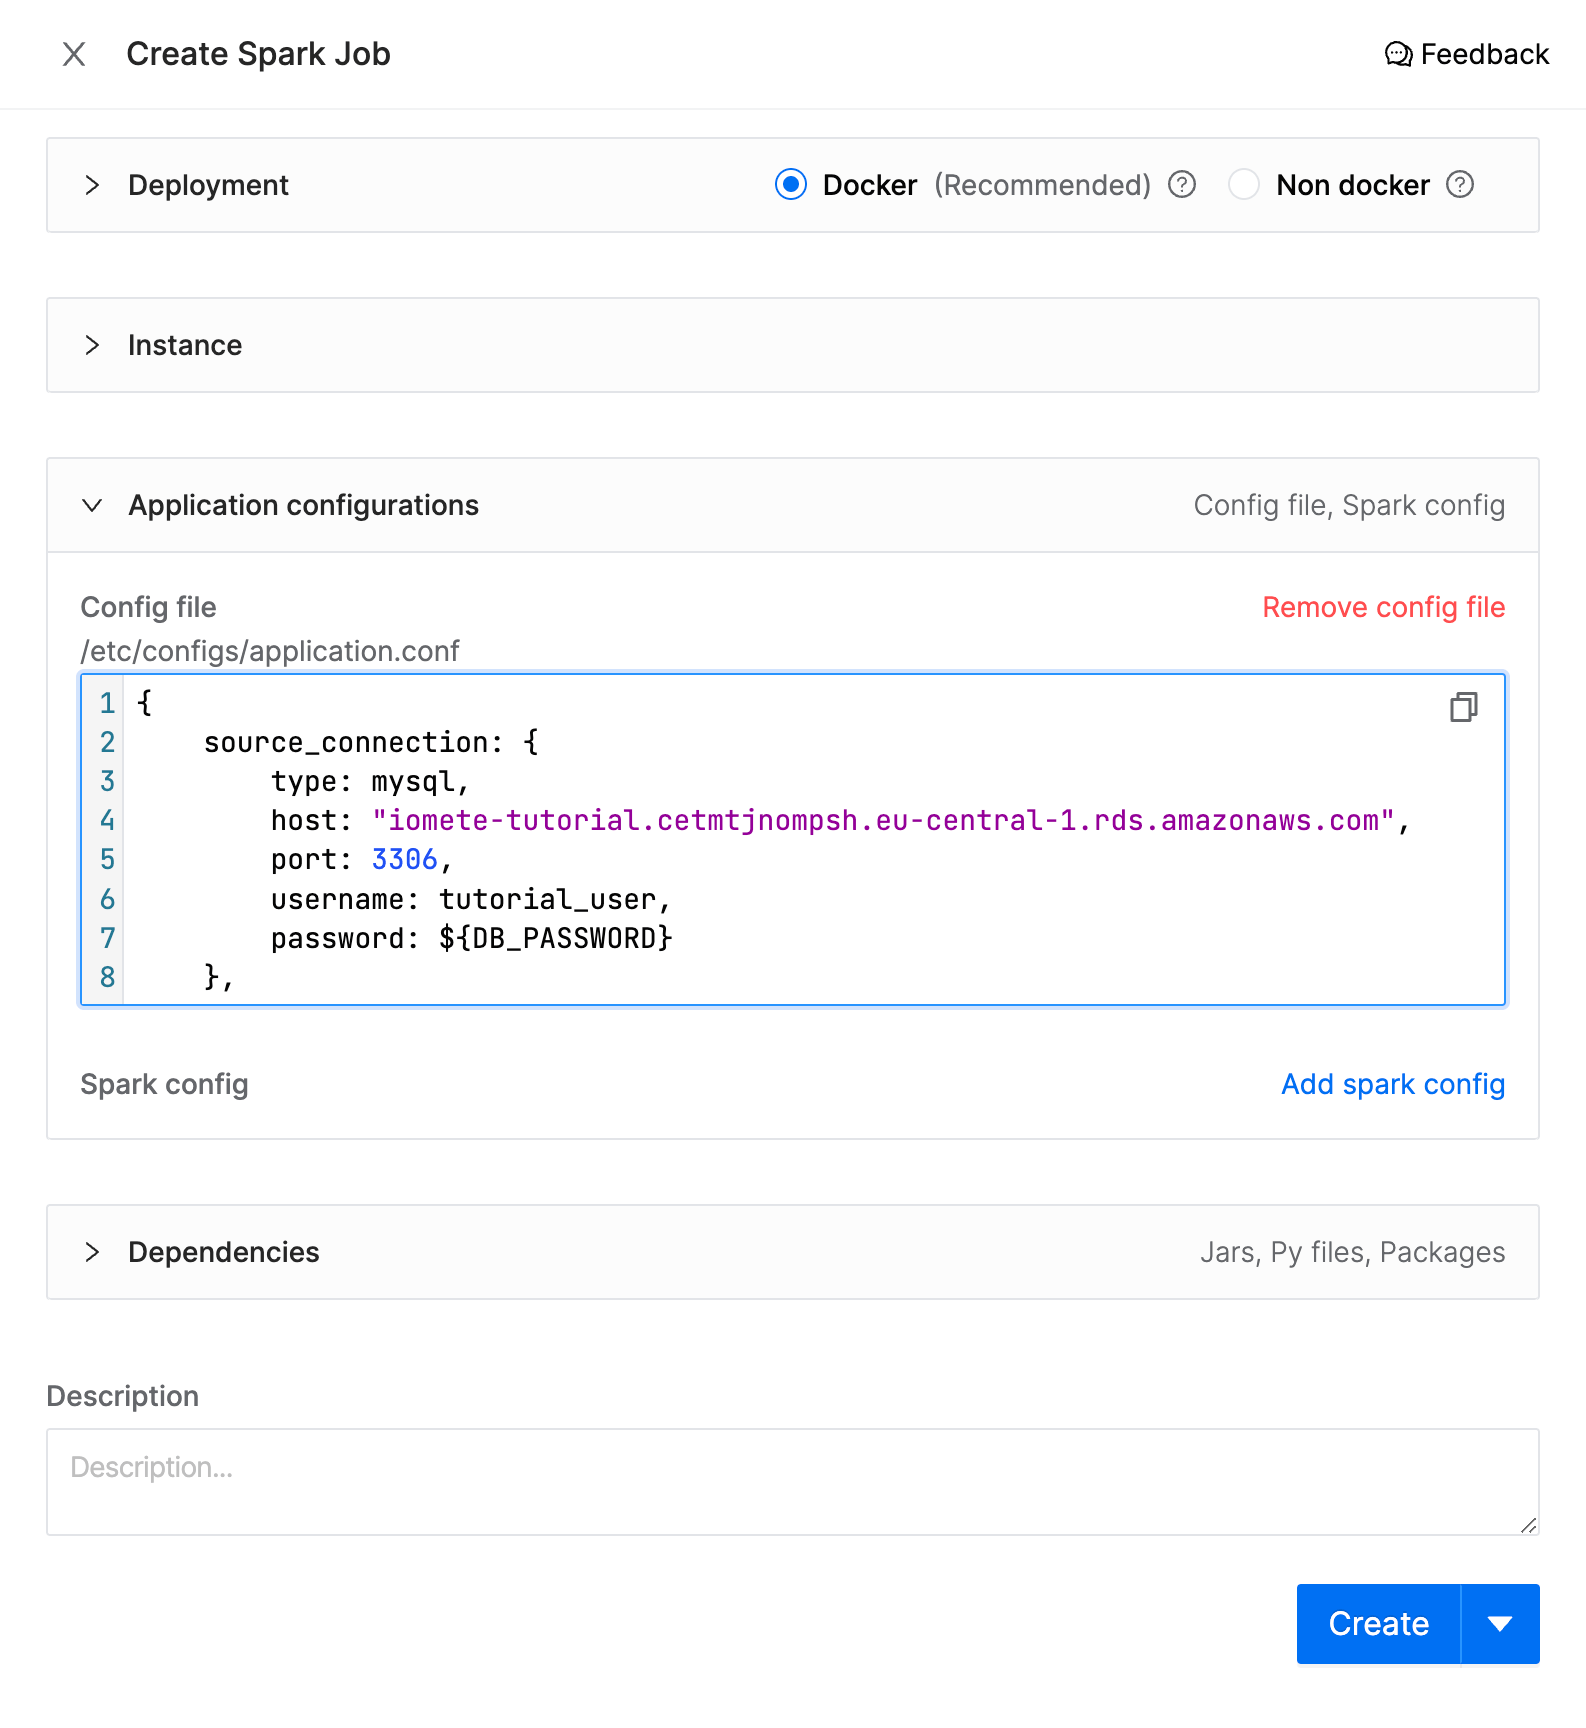 Create Spark Job
Feedback
Deployment
Docker (Recommended)
Non docker
Instance
Application configurations
Config file, Spark config
Config file
Remove config file
/etc/configs/application.conf
1 {
2     source_connection: {
3         type: mysql,
4         host: "iomete-tutorial.cetmtjnompsh.eu-central-1.rds.amazonaws.com",
5         port: 3306,
6         username: tutorial_user,
7         password: ${DB_PASSWORD}
8     },
Spark config
Add spark config
Dependencies
Jars, Py files, Packages
Description
Description...
Create